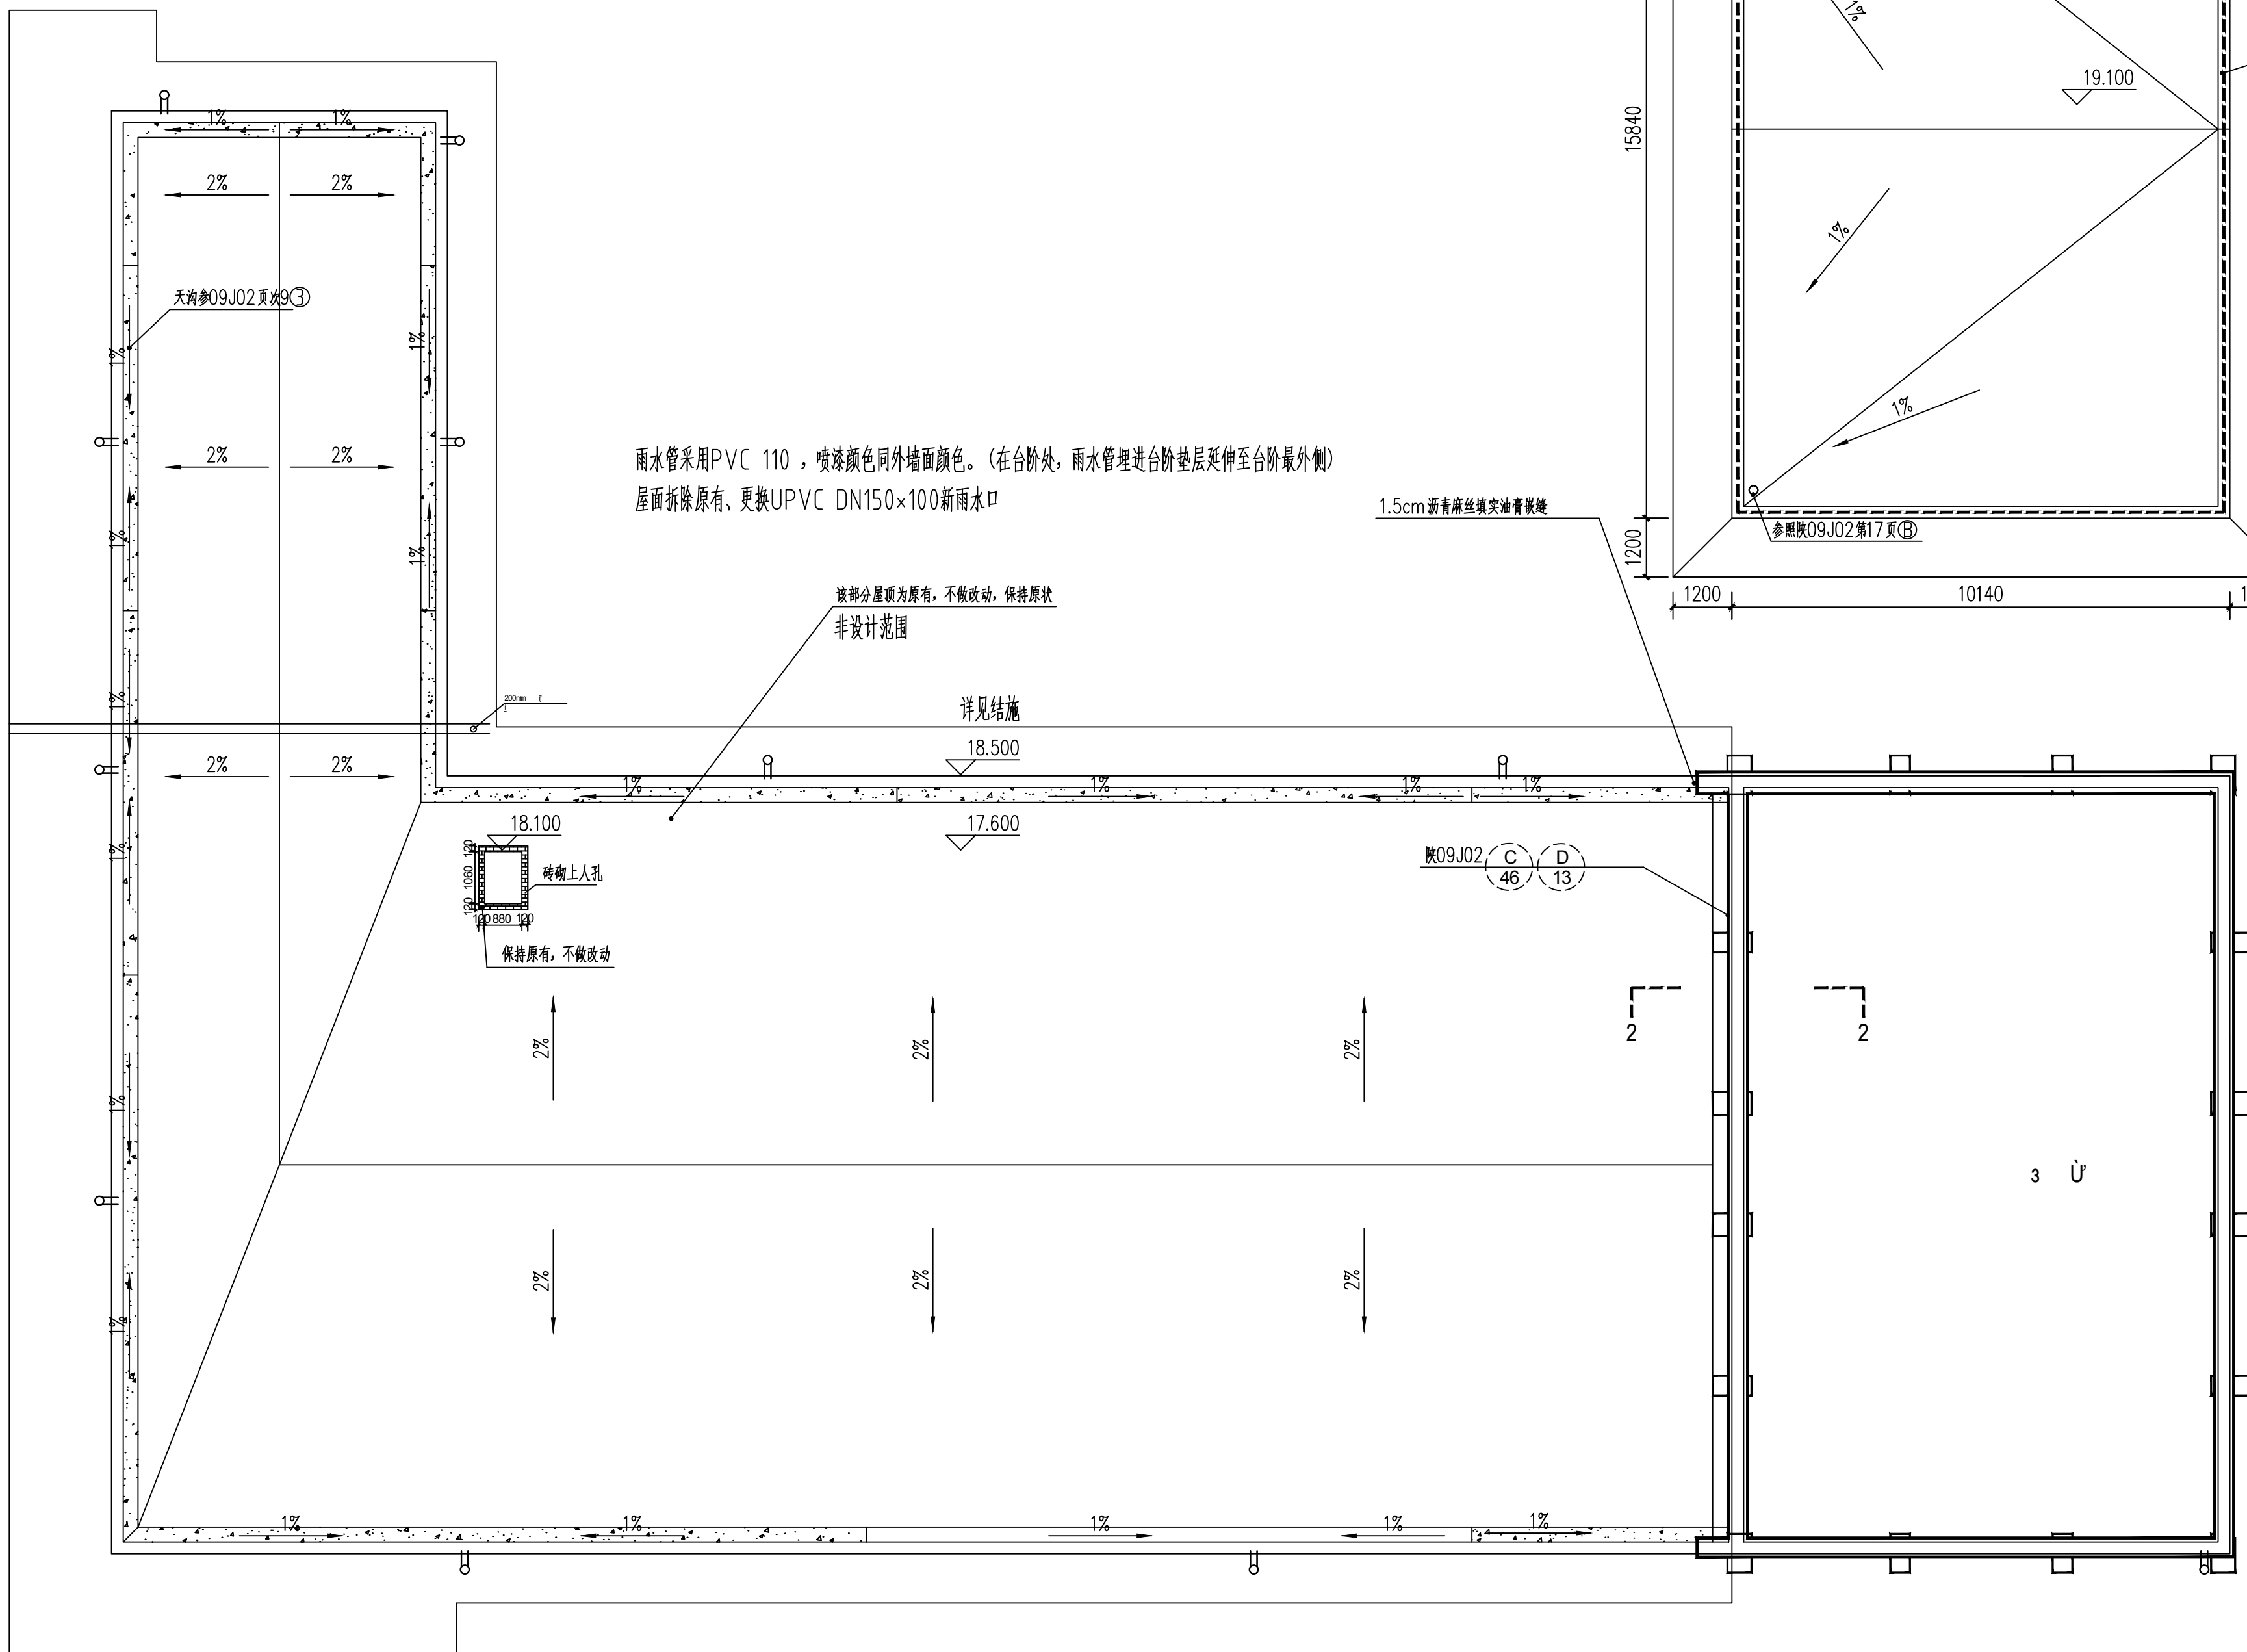 1%
19.100
15840
1% 1%
2% 2%
1%
天沟参09J02页次9③
1%
1%
1%
2% 2%
雨水管采用PVC 110 ，喷漆颜色同外墙面颜色。（在台阶处，雨水管埋进台阶垫层延伸至台阶最外侧）
屋面拆除原有、更换UPVC DN150×100新雨水口
1.5cm沥青麻丝填实油膏嵌缝
参照陕09J02第17页Ⓑ
1200
1200
10140
1%
1%
该部分屋顶为原有，不做改动，保持原状
非设计范围
1%
200mm
详见结施
18.500
2% 2%
1% 1% 1% 1%
18.100
17.600
1%
120
1060
120
砖砌上人孔
120 880 120
保持原有，不做改动
陕09J02
C
46
D
13
2 2
2% 2% 2%
1%
3 Ừ
2% 2% 2%
1%
1% 1% 1% 1% 1%